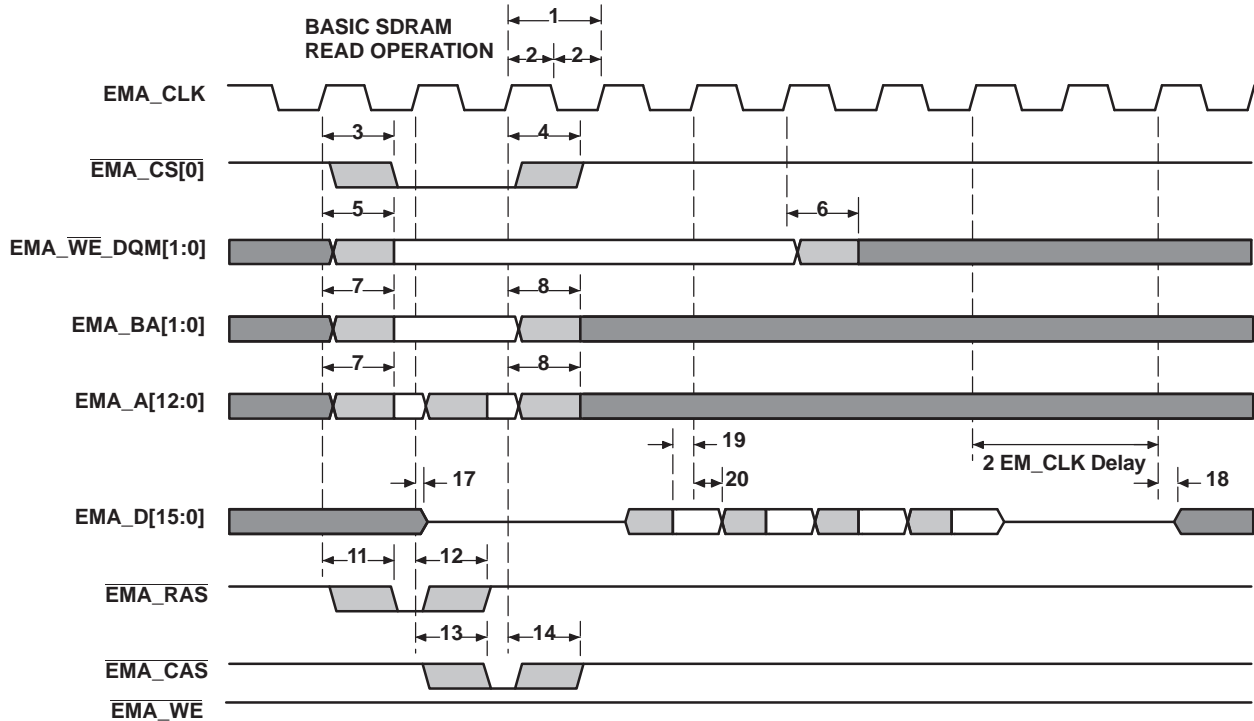 BASIC SDRAM
READ OPERATION
1
2 2
EMA_CLK
3 4
EMA_CS[0]
5 6
EMA_WE_DQM[1:0]
7 8
EMA_BA[1:0]
7 8
EMA_A[12:0]
19
2 EM_CLK Delay
17 20 18
EMA_D[15:0]
11 12
EMA_RAS
13 14
EMA_CAS
EMA_WE